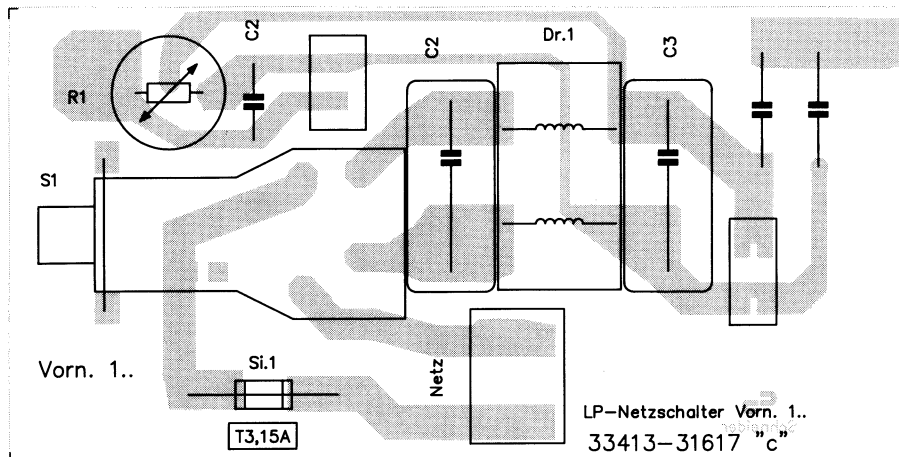 C2
C2
Dr.1
C3
R1
S1
Vorn. 1..
Si.1
T3,15A
Netz
LP-Netzschalter Vorn. 1..
Schneider
33413-31617 "c"